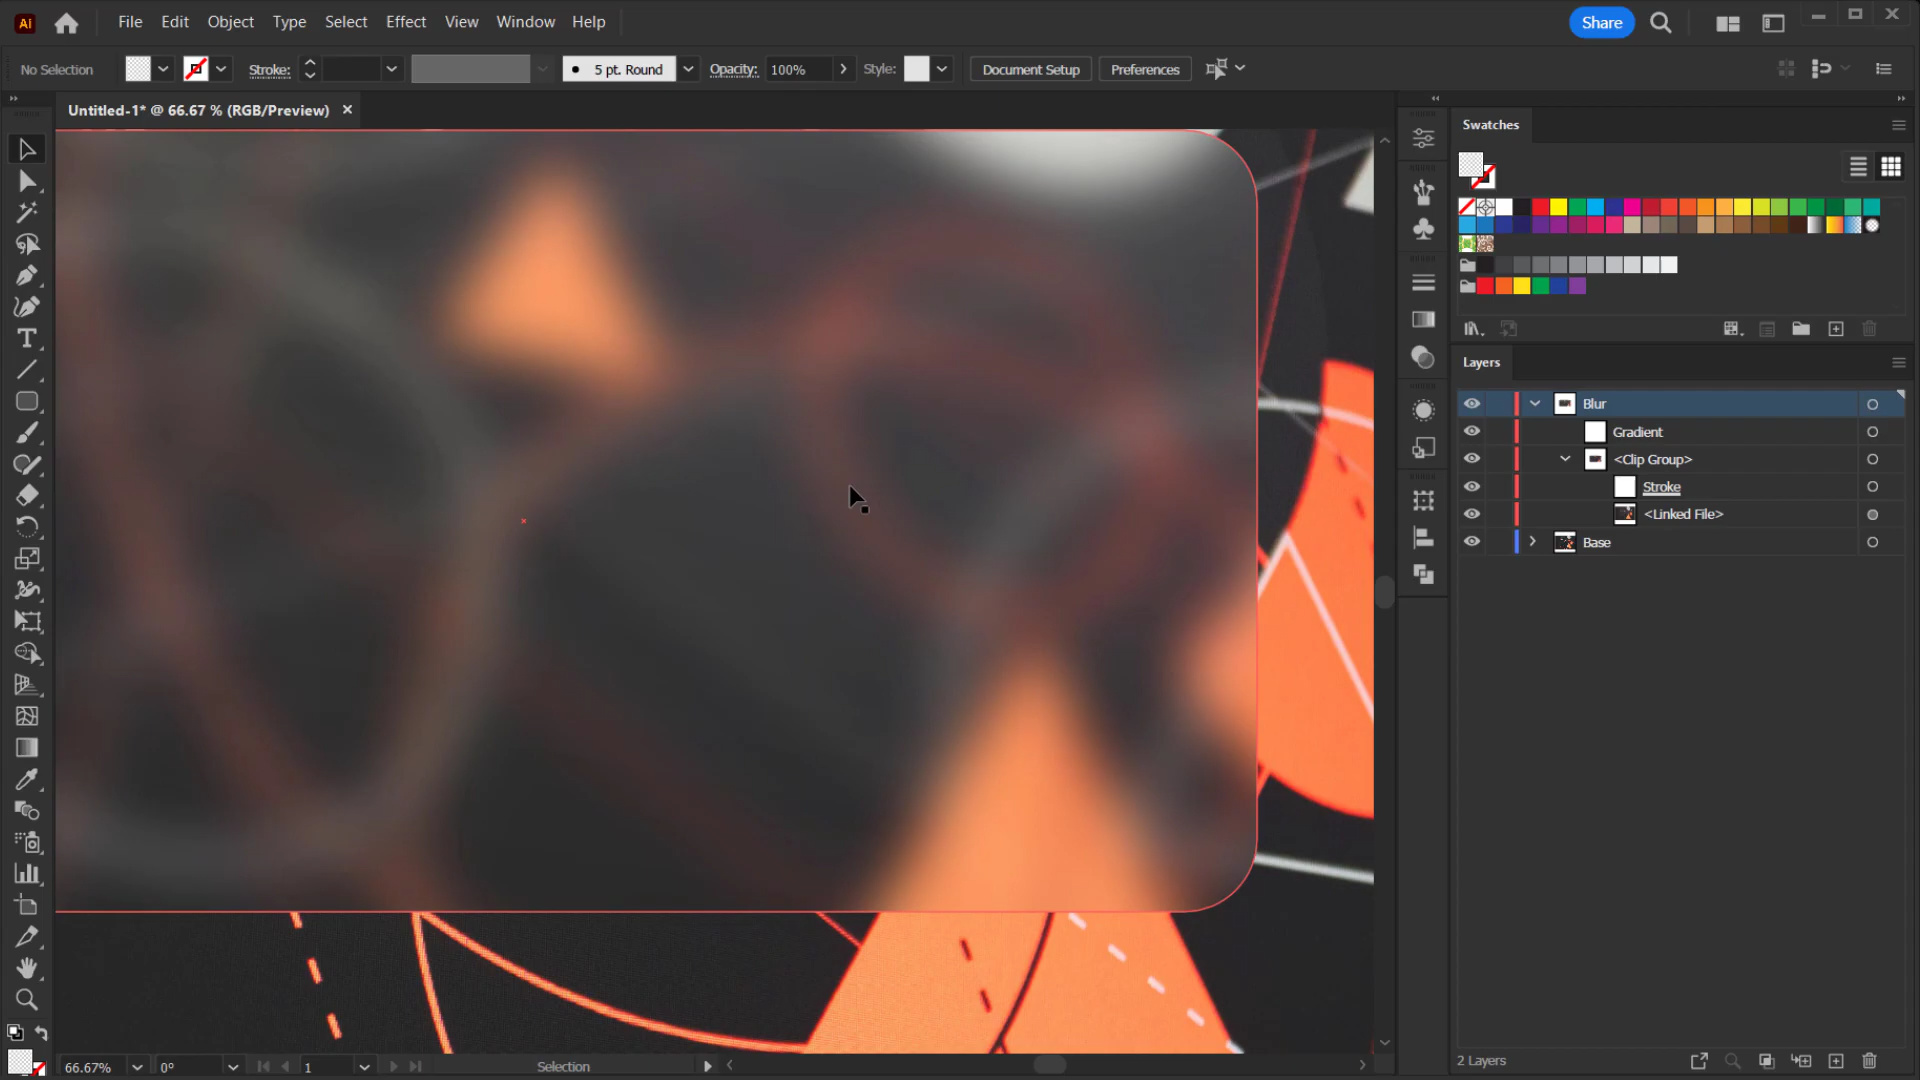 Ai
File Edit Object Type Select Effect View Window Help
Share
No Selection
Stroke:
5 pt. Round
Opacity: 100%
Style:
Document Setup
Preferences
Untitled-1* @ 66.67 % (RGB/Preview)
Swatches
Layers
Blur
Gradient
<Clip Group>
Stroke
<Linked File>
Base
66.67%
0°
1
Selection
2 Layers